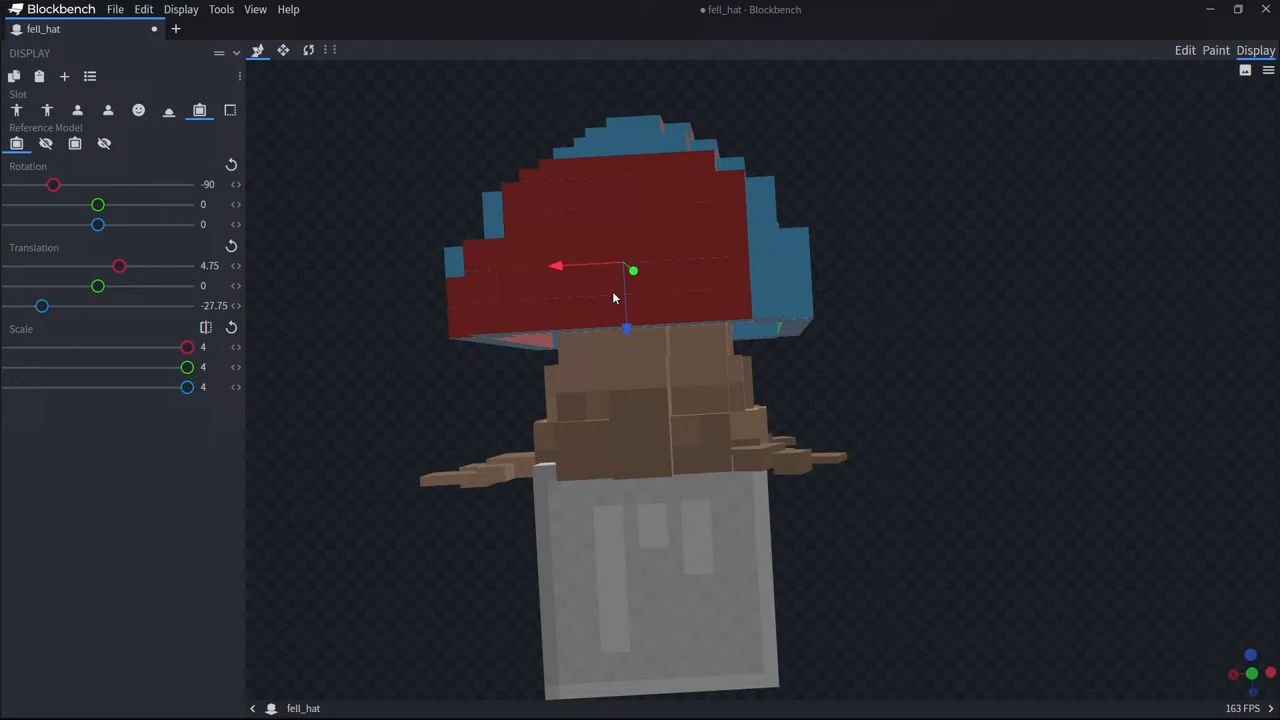 Blockbench File Edit Display Tools View Help
fell_hat - Blockbench
fell_hat
DISPLAY
Edit Paint Display
Slot
Reference Model
Rotation
-90
0
0
Translation
4.75
0
-27.75
Scale
4
4
4
fell_hat
163 FPS